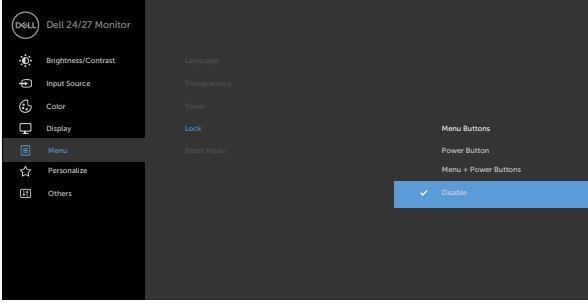 DELL
Dell 24/27 Monitor
Brightness/Contrast
Input Source
Color
Display
Menu
Personalize
Others
Language
Transparency
Timer
Lock
Reset Menu
Menu Buttons
Power Button
Menu + Power Buttons
Disable